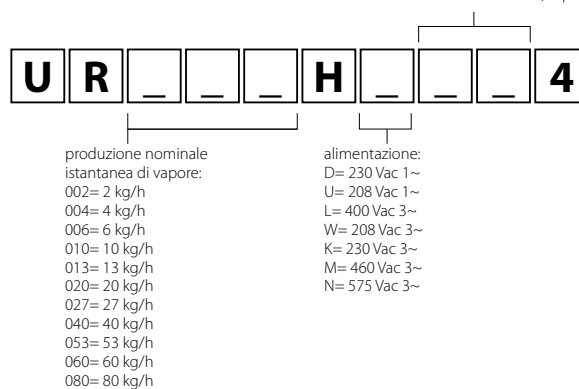 U R _ _ _ H _ _ _ 4
produzione nominale
istantanea di vapore:
002= 2 kg/h
004= 4 kg/h
006= 6 kg/h
010= 10 kg/h
013= 13 kg/h
020= 20 kg/h
027= 27 kg/h
040= 40 kg/h
053= 53 kg/h
060= 60 kg/h
080= 80 kg/h
alimentazione:
D= 230 Vac 1~
U= 208 Vac 1~
L= 400 Vac 3~
W= 208 Vac 3~
K= 230 Vac 3~
M= 460 Vac 3~
N= 575 Vac 3~